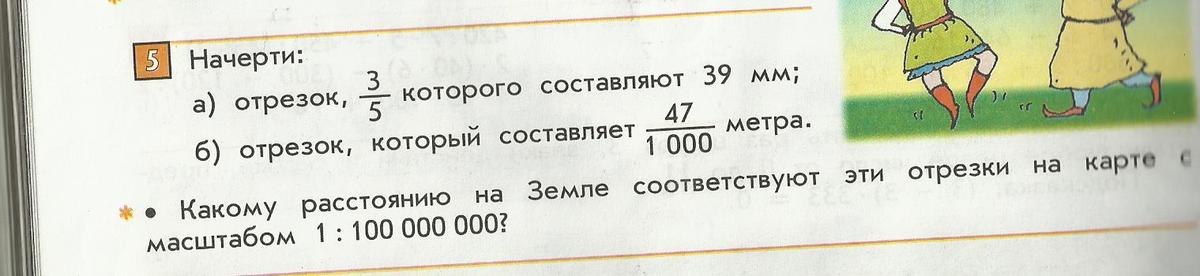 5 Начерти:
а) отрезок, 3/5 которого составляют 39 мм;
б) отрезок, который составляет 47/1 000 метра.
* • Какому расстоянию на Земле соответствуют эти отрезки на карте с
масштабом 1 : 100 000 000?